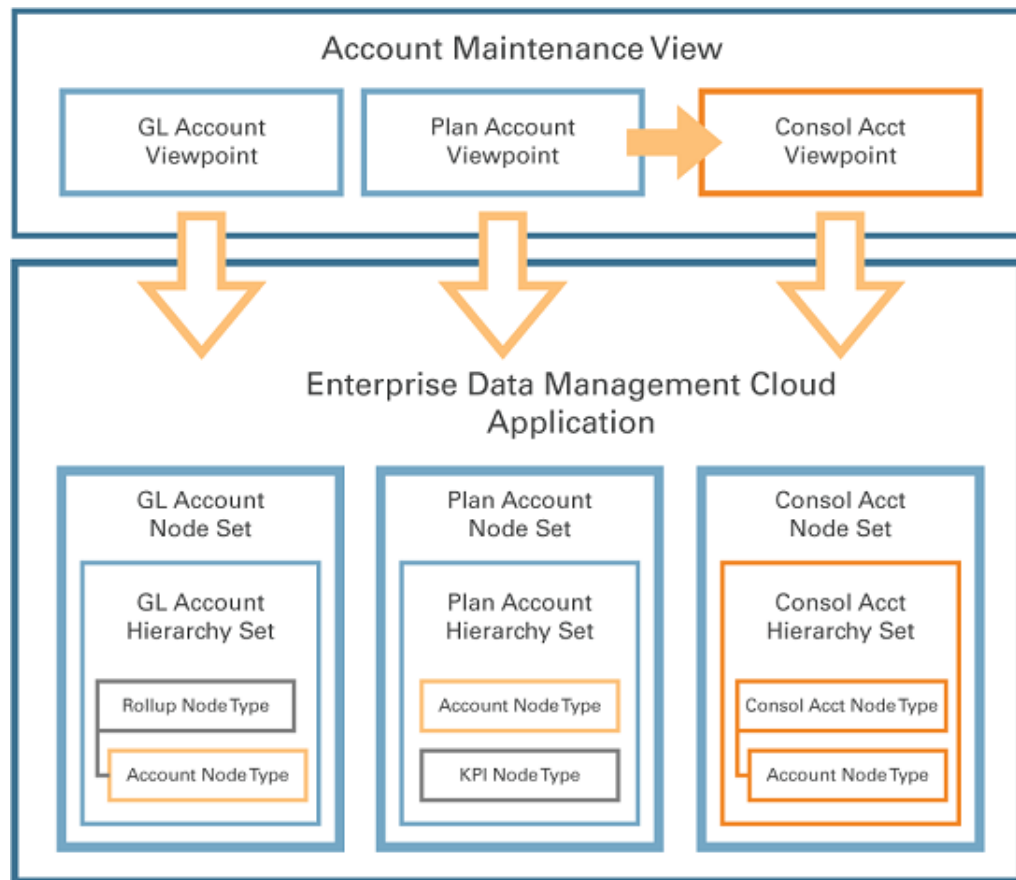 Account Maintenance View
GL Account
Viewpoint
Plan Account
Viewpoint
Consol Acct
Viewpoint
Enterprise Data Management Cloud
Application
GL Account
Node Set
GL Account
Hierarchy Set
Rollup Node Type
Account Node Type
Plan Account
Node Set
Plan Account
Hierarchy Set
Account Node Type
KPI Node Type
Consol Acct
Node Set
Consol Acct
Hierarchy Set
Consol Acct Node Type
Account Node Type